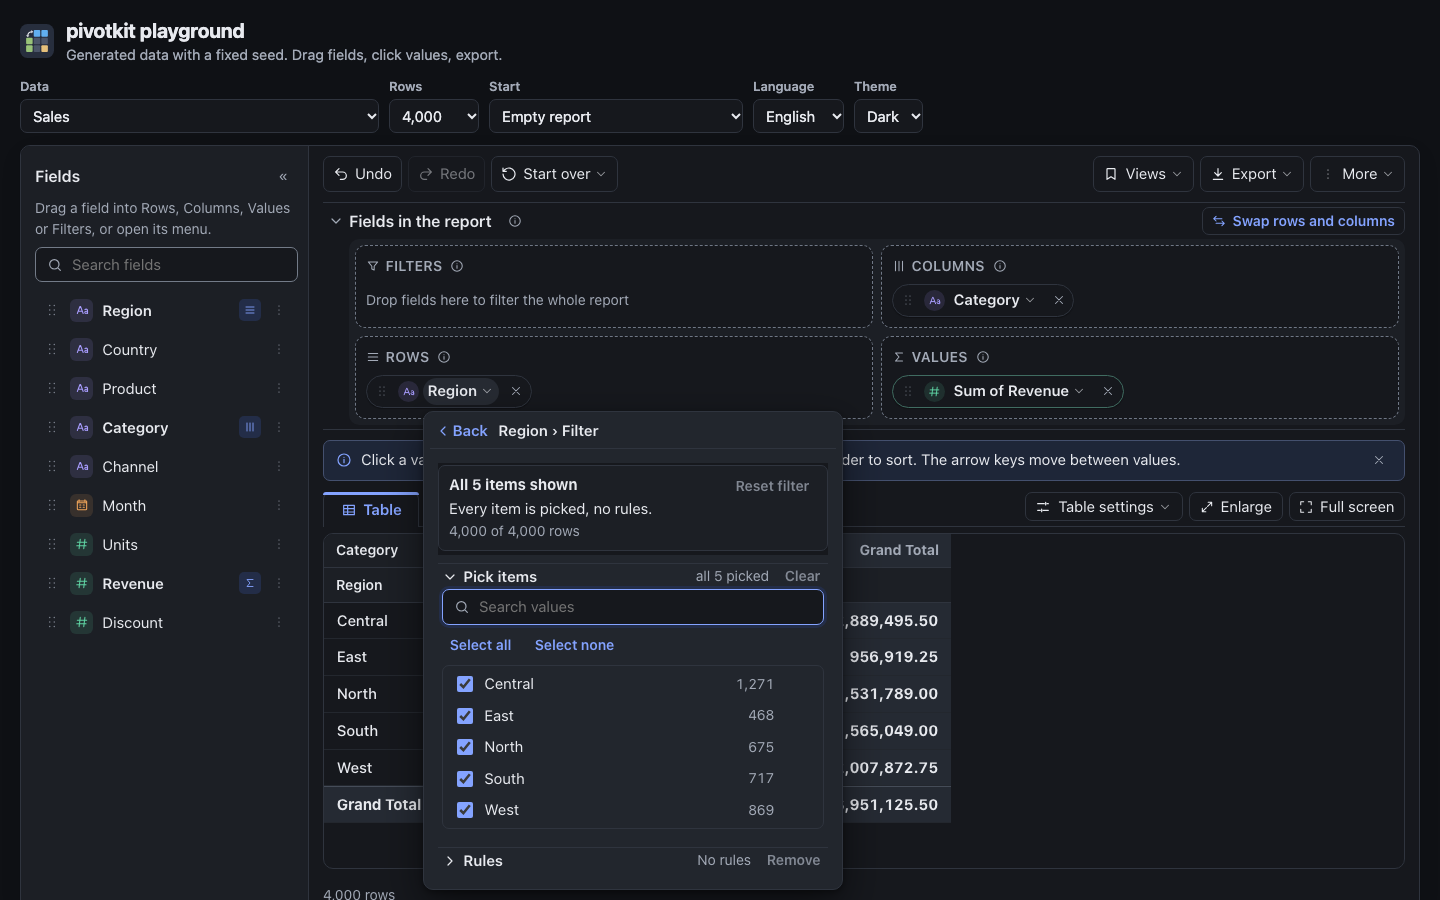 pivotkit playground
Generated data with a fixed seed. Drag fields, click values, export.
Data
Rows
Start
Language
Theme
Sales
4,000
Empty report
English
Dark
Fields
«
Drag a field into Rows, Columns, Values
or Filters, or open its menu.
Search fields
Aa Region
Aa Country
Aa Product
Aa Category
Aa Channel
Month
# Units
# Revenue Σ
# Discount
Undo
Redo
Start over
Views
Export
More
Fields in the report
Swap rows and columns
FILTERS
Drop fields here to filter the whole report
COLUMNS
Aa Category
ROWS
Aa Region
Σ VALUES
# Sum of Revenue
Back Region › Filter
Click a va
der to sort. The arrow keys move between values.
All 5 items shown
Reset filter
Every item is picked, no rules.
4,000 of 4,000 rows
Pick items
all 5 picked
Clear
Search values
Select all
Select none
Central 1,271
East 468
North 675
South 717
West 869
Rules
No rules
Remove
Table
Table settings
Enlarge
Full screen
Category
Grand Total
Region
Central ,889,495.50
East 956,919.25
North ,531,789.00
South ,565,049.00
West ,007,872.75
Grand Total ,951,125.50
4,000 rows